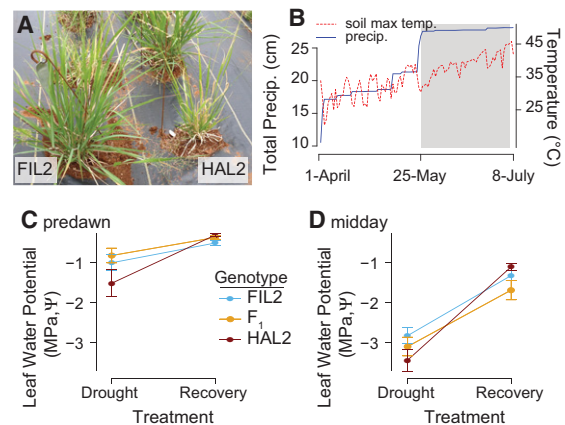 A
FIL2
HAL2
B
soil max temp.
precip.
Total Precip. (cm)
25
20
15
10
45
35
25
Temperature (°C)
1-April
25-May
8-July
C predawn
Leaf Water Potential
(MPa,Ψ)
−1
−2
−3
Genotype
FIL2
F1
HAL2
Drought
Recovery
Treatment
D midday
Leaf Water Potential
(MPa,Ψ)
−1
−2
−3
Drought
Recovery
Treatment